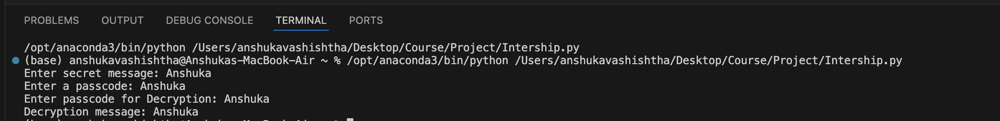 PROBLEMS OUTPUT DEBUG CONSOLE TERMINAL PORTS
/opt/anaconda3/bin/python /Users/anshukavashishtha/Desktop/Course/Project/Intership.py
(base) anshukavashishtha@Anshukas-MacBook-Air ~ % /opt/anaconda3/bin/python /Users/anshukavashishtha/Desktop/Course/Project/Intership.py
Enter secret message: Anshuka
Enter a passcode: Anshuka
Enter passcode for Decryption: Anshuka
Decryption message: Anshuka